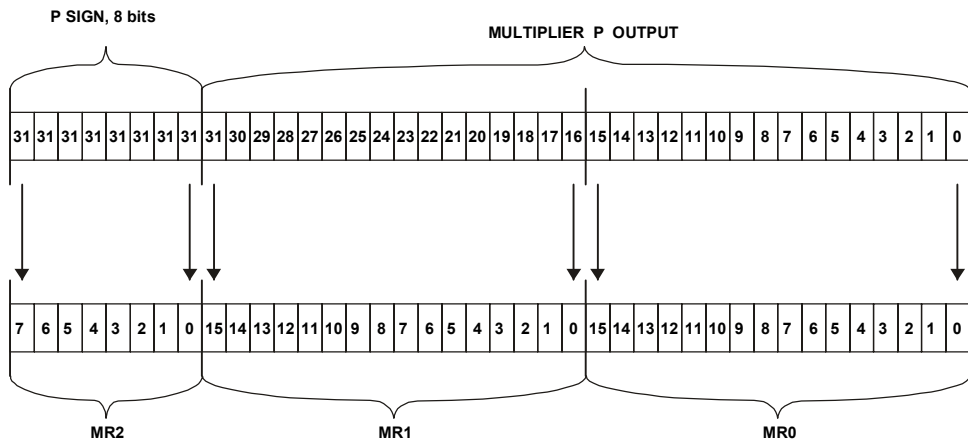 P SIGN, 8 bits
MULTIPLIER P OUTPUT
31 31 31 31 31 31 31 31 31 30 29 28 27 26 25 24 23 22 21 20 19 18 17 16 15 14 13 12 11 10 9 8 7 6 5 4 3 2 1 0
7 6 5 4 3 2 1 0 15 14 13 12 11 10 9 8 7 6 5 4 3 2 1 0 15 14 13 12 11 10 9 8 7 6 5 4 3 2 1 0
MR2 MR1 MR0